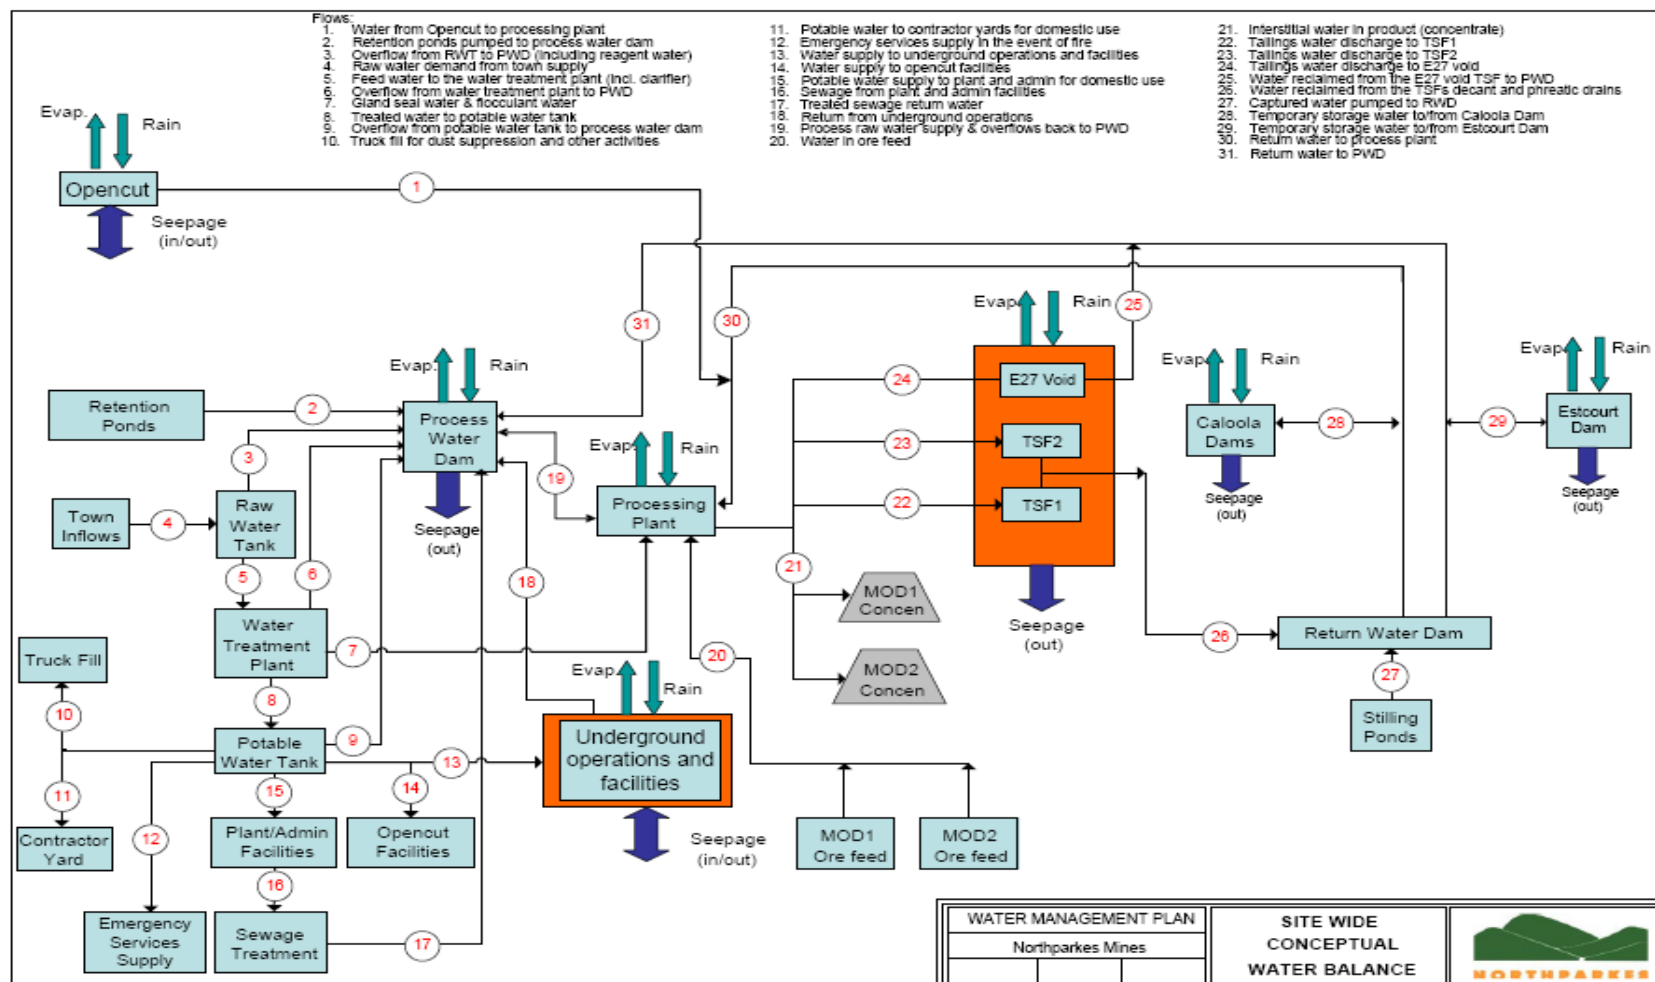 Flows:
1. Water from Opencut to processing plant
2. Retention ponds pumped to process water dam
3. Overflow from RWT to PWD (including reagent water)
4. Raw water demand from town supply
5. Feed water to the water treatment plant (incl. clarifier)
6. Overflow from water treatment plant to PWD
7. Gland seal water & flocculant water
8. Treated water to potable water tank
9. Overflow from potable water tank to process water dam
10. Truck fill for dust suppression and other activities
11. Potable water to contractor yards for domestic use
12. Emergency services supply in the event of fire
13. Water supply to underground operations and facilities
14. Water supply to opencut facilities
15. Potable water supply to plant and admin for domestic use
16. Sewage from plant and admin facilities
17. Treated sewage return water
18. Return from underground operations
19. Process raw water supply & overflows back to PWD
20. Water in ore feed
21. Interstitial water in product (concentrate)
22. Tailings water discharge to TSF1
23. Tailings water discharge to TSF2
24. Tailings water discharge to E27 void
25. Water reclaimed from the E27 void TSF to PWD
26. Water reclaimed from the TSFs decant and phreatic drains
27. Captured water pumped to RWD
28. Temporary storage water to/from Caloola Dam
29. Temporary storage water to/from Estcourt Dam
30. Return water to process plant
31. Return water to PWD
Evap.
Rain
Opencut
1
Seepage
(in/out)
31
30
25
Evap.
Rain
Evap.
Rain
Evap.
Rain
Evap.
Rain
Retention
Ponds
2
Process
Water
Dam
E27 Void
24
Caloola
Dams
28
29
Estcourt
Dam
3
23
TSF2
Evap.
Rain
19
Processing
Plant
22
TSF1
Town
Inflows
4
Raw
Water
Tank
Seepage
(out)
Seepage
(out)
Seepage
(out)
5
6
18
21
MOD1
Concen
Seepage
(out)
Water
Treatment
Plant
7
20
26
Return Water Dam
Truck Fill
MOD2
Concen
Evap.
Rain
27
8
10
Stilling
Ponds
Potable
Water Tank
9
13
Underground
operations and
facilities
11
15
14
12
Contractor
Yard
Plant/Admin
Facilities
Opencut
Facilities
Seepage
(in/out)
MOD1
Ore feed
MOD2
Ore feed
16
Emergency
Services
Supply
Sewage
Treatment
17
WATER MANAGEMENT PLAN
Northparkes Mines
SITE WIDE
CONCEPTUAL
WATER BALANCE
NORTHPARKES